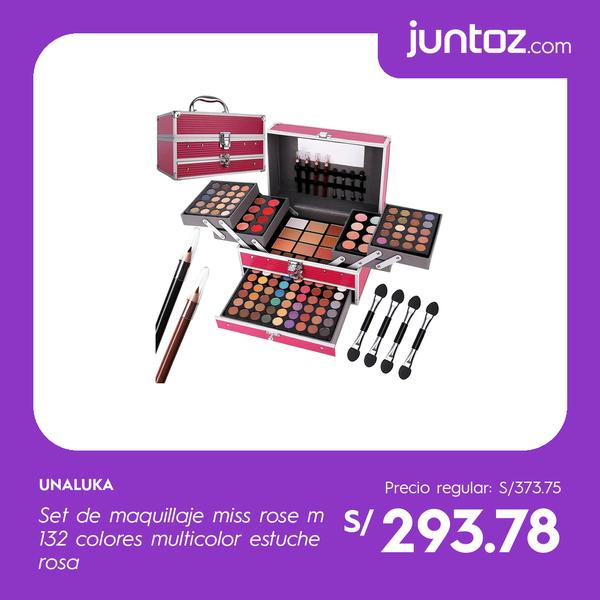 juntoz.com
UNALUKA
Set de maquillaje miss rose m
132 colores multicolor estuche
rosa
Precio regular: S/373.75
S/293.78